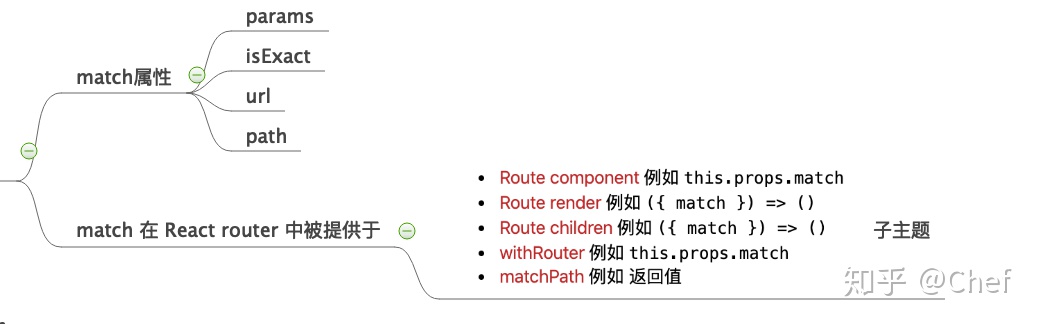 params
isExact
match属性
url
path
Route component 例如 this.props.match
Route render 例如 ({ match }) => ()
match 在 React router 中被提供于
Route children 例如 ({ match }) => ()
子主题
withRouter 例如 this.props.match
matchPath 例如 返回值
知乎 @Chef